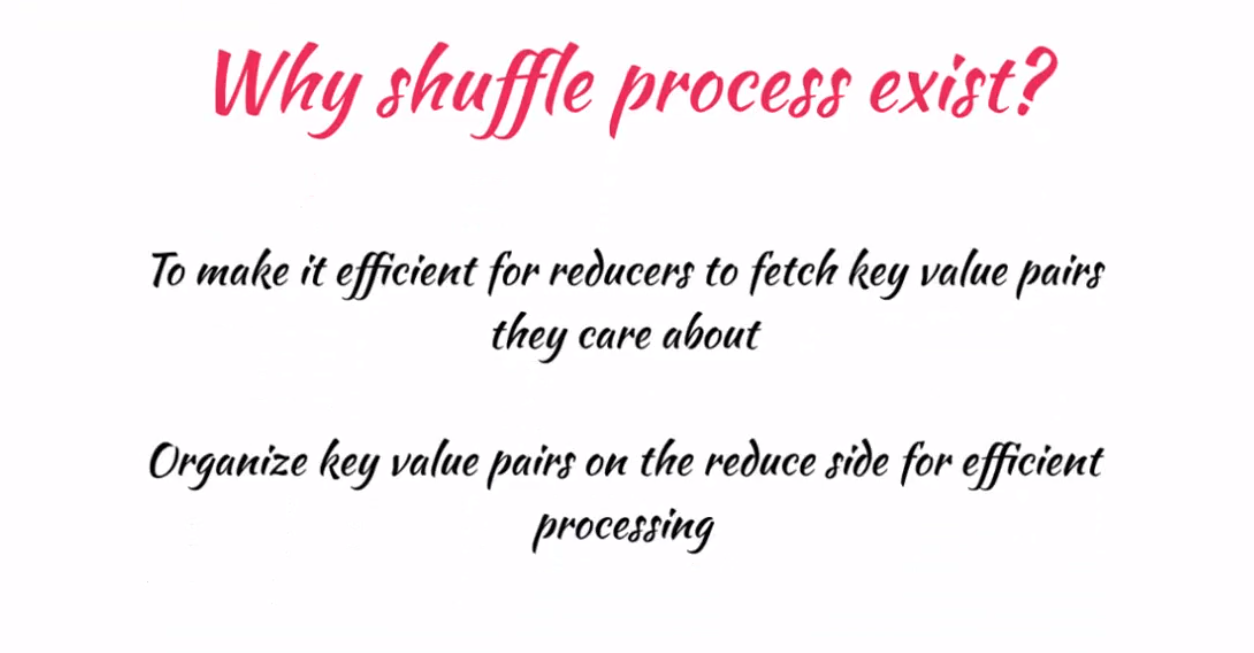 Why shuffle process exist?
To make it efficient for reducers to fetch key value pairs
they care about
Organize key value pairs on the reduce side for efficient
processing